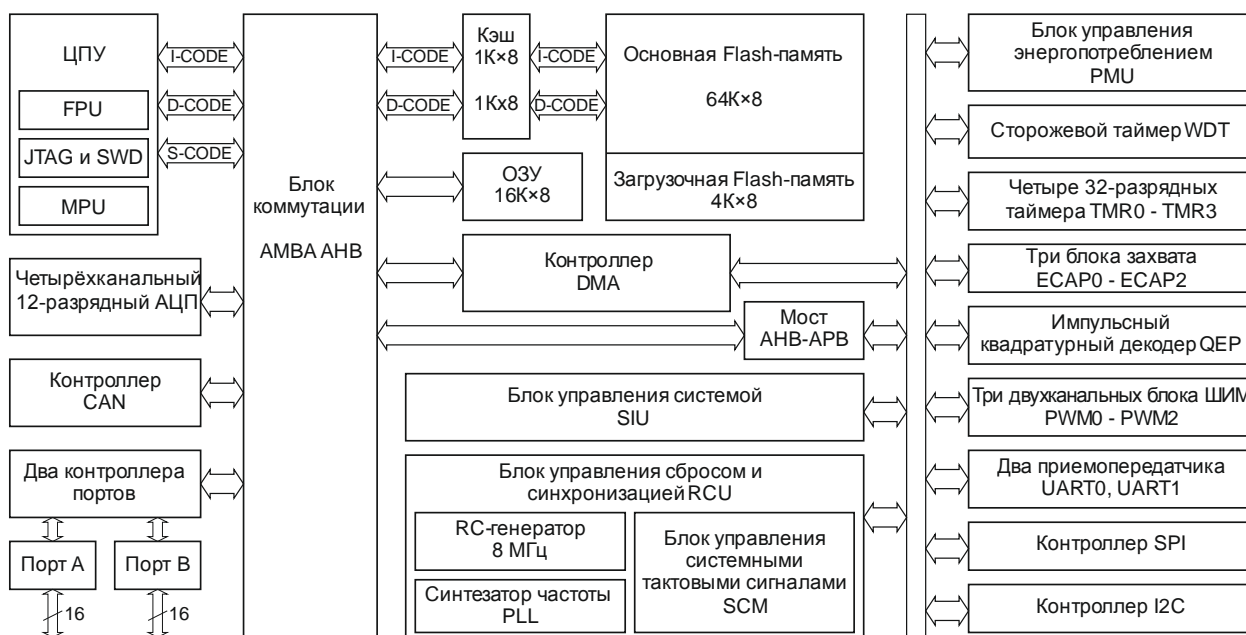 ЦПУ
FPU
JTAG и SWD
MPU
I-CODE
D-CODE
S-CODE
Четырёхканальный
12-разрядный АЦП
Контроллер
CAN
Два контроллера
портов
Порт А
Порт В
16
16
Блок
коммутации
AMBA AHB
I-CODE
D-CODE
Кэш
1К×8
1Кх8
I-CODE
D-CODE
Основная Flash-память
64К×8
Загрузочная Flash-память
4К×8
ОЗУ
16К×8
Контроллер
DMA
Мост
AHB-APB
Блок управления системой
SIU
Блок управления сбросом и
синхронизацией RCU
RC-генератор
8 МГц
Синтезатор частоты
PLL
Блок управления
системными
тактовыми сигналами
SCM
Блок управления
энергопотреблением
PMU
Сторожевой таймер WDT
Четыре 32-разрядных
таймера TMR0 - TMR3
Три блока захвата
ECAP0 - ECAP2
Импульсный
квадратурный декодер QEP
Три двухканальных блока ШИМ
PWM0 - PWM2
Два приемопередатчика
UART0, UART1
Контроллер SPI
Контроллер I2C